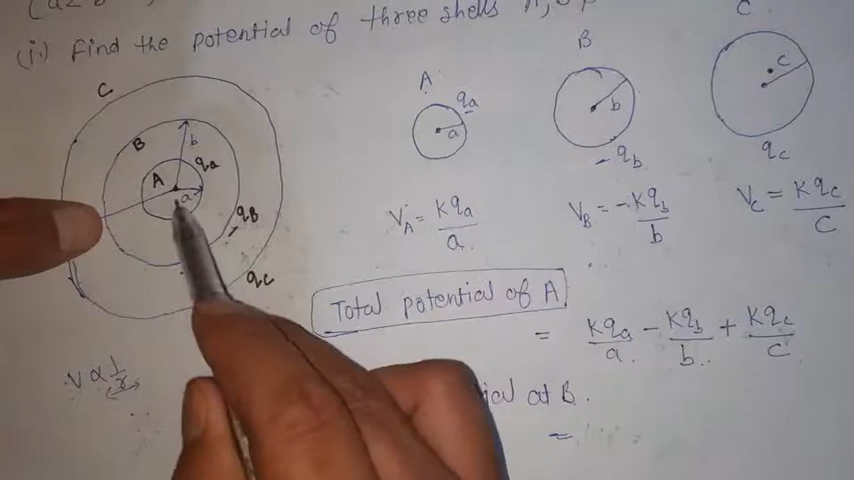 (i) Find the potential of three shells A,
C
B
A
C
B
b
qa
A
a
qB
-
qc
A
qa
a
B
b
- qb
C
c
qc
VA = Kqa/a
VB = -Kqb/b
VC = Kqc/C
Total potential of A
= Kqa/a - Kqb/b + Kqc/C
V ∝ 1/r
at B.
=